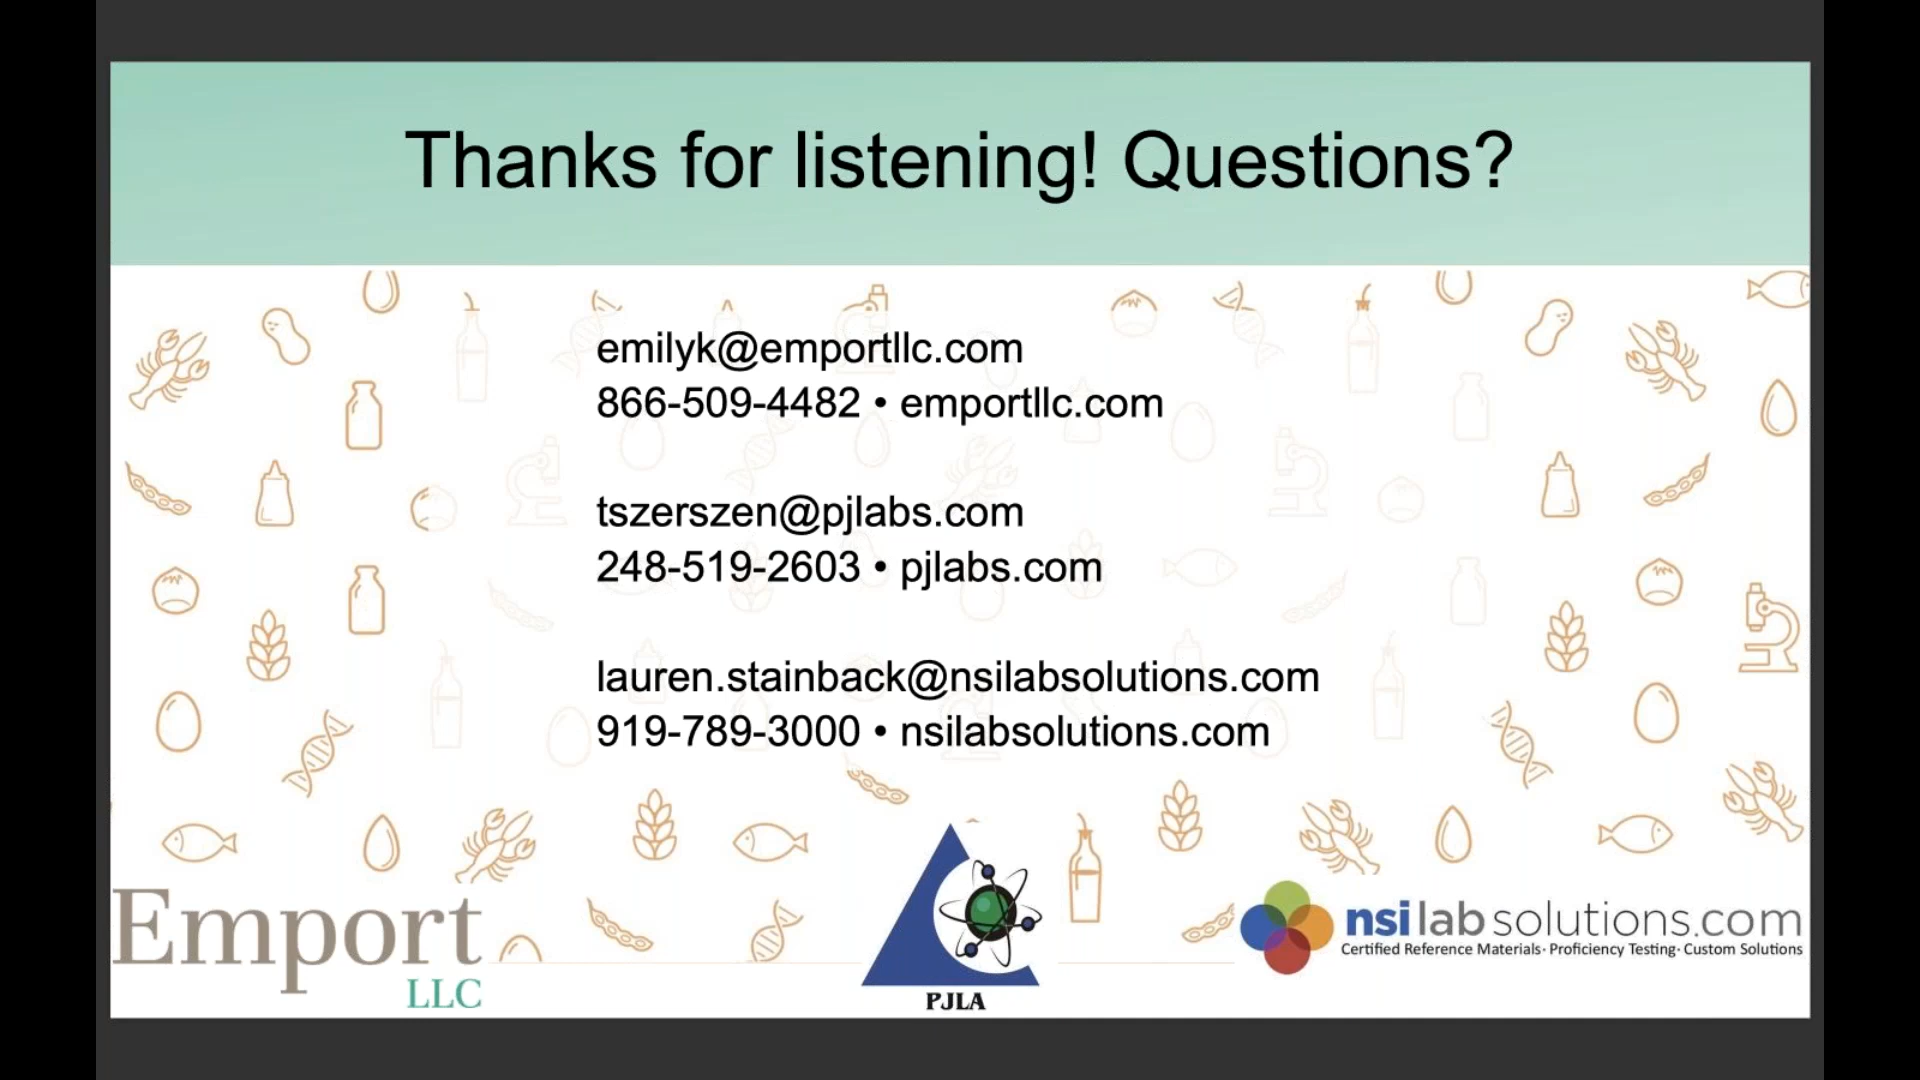 Thanks for listening! Questions?
emilyk@emportllc.com
866-509-4482 • emportllc.com
tszerszen@pjlabs.com
248-519-2603 • pjlabs.com
lauren.stainback@nsilabsolutions.com
919-789-3000 • nsilabsolutions.com
Emport
LLC
PJLA
nsilabsolutions.com
Certified Reference Materials· Proficiency Testing· Custom Solutions